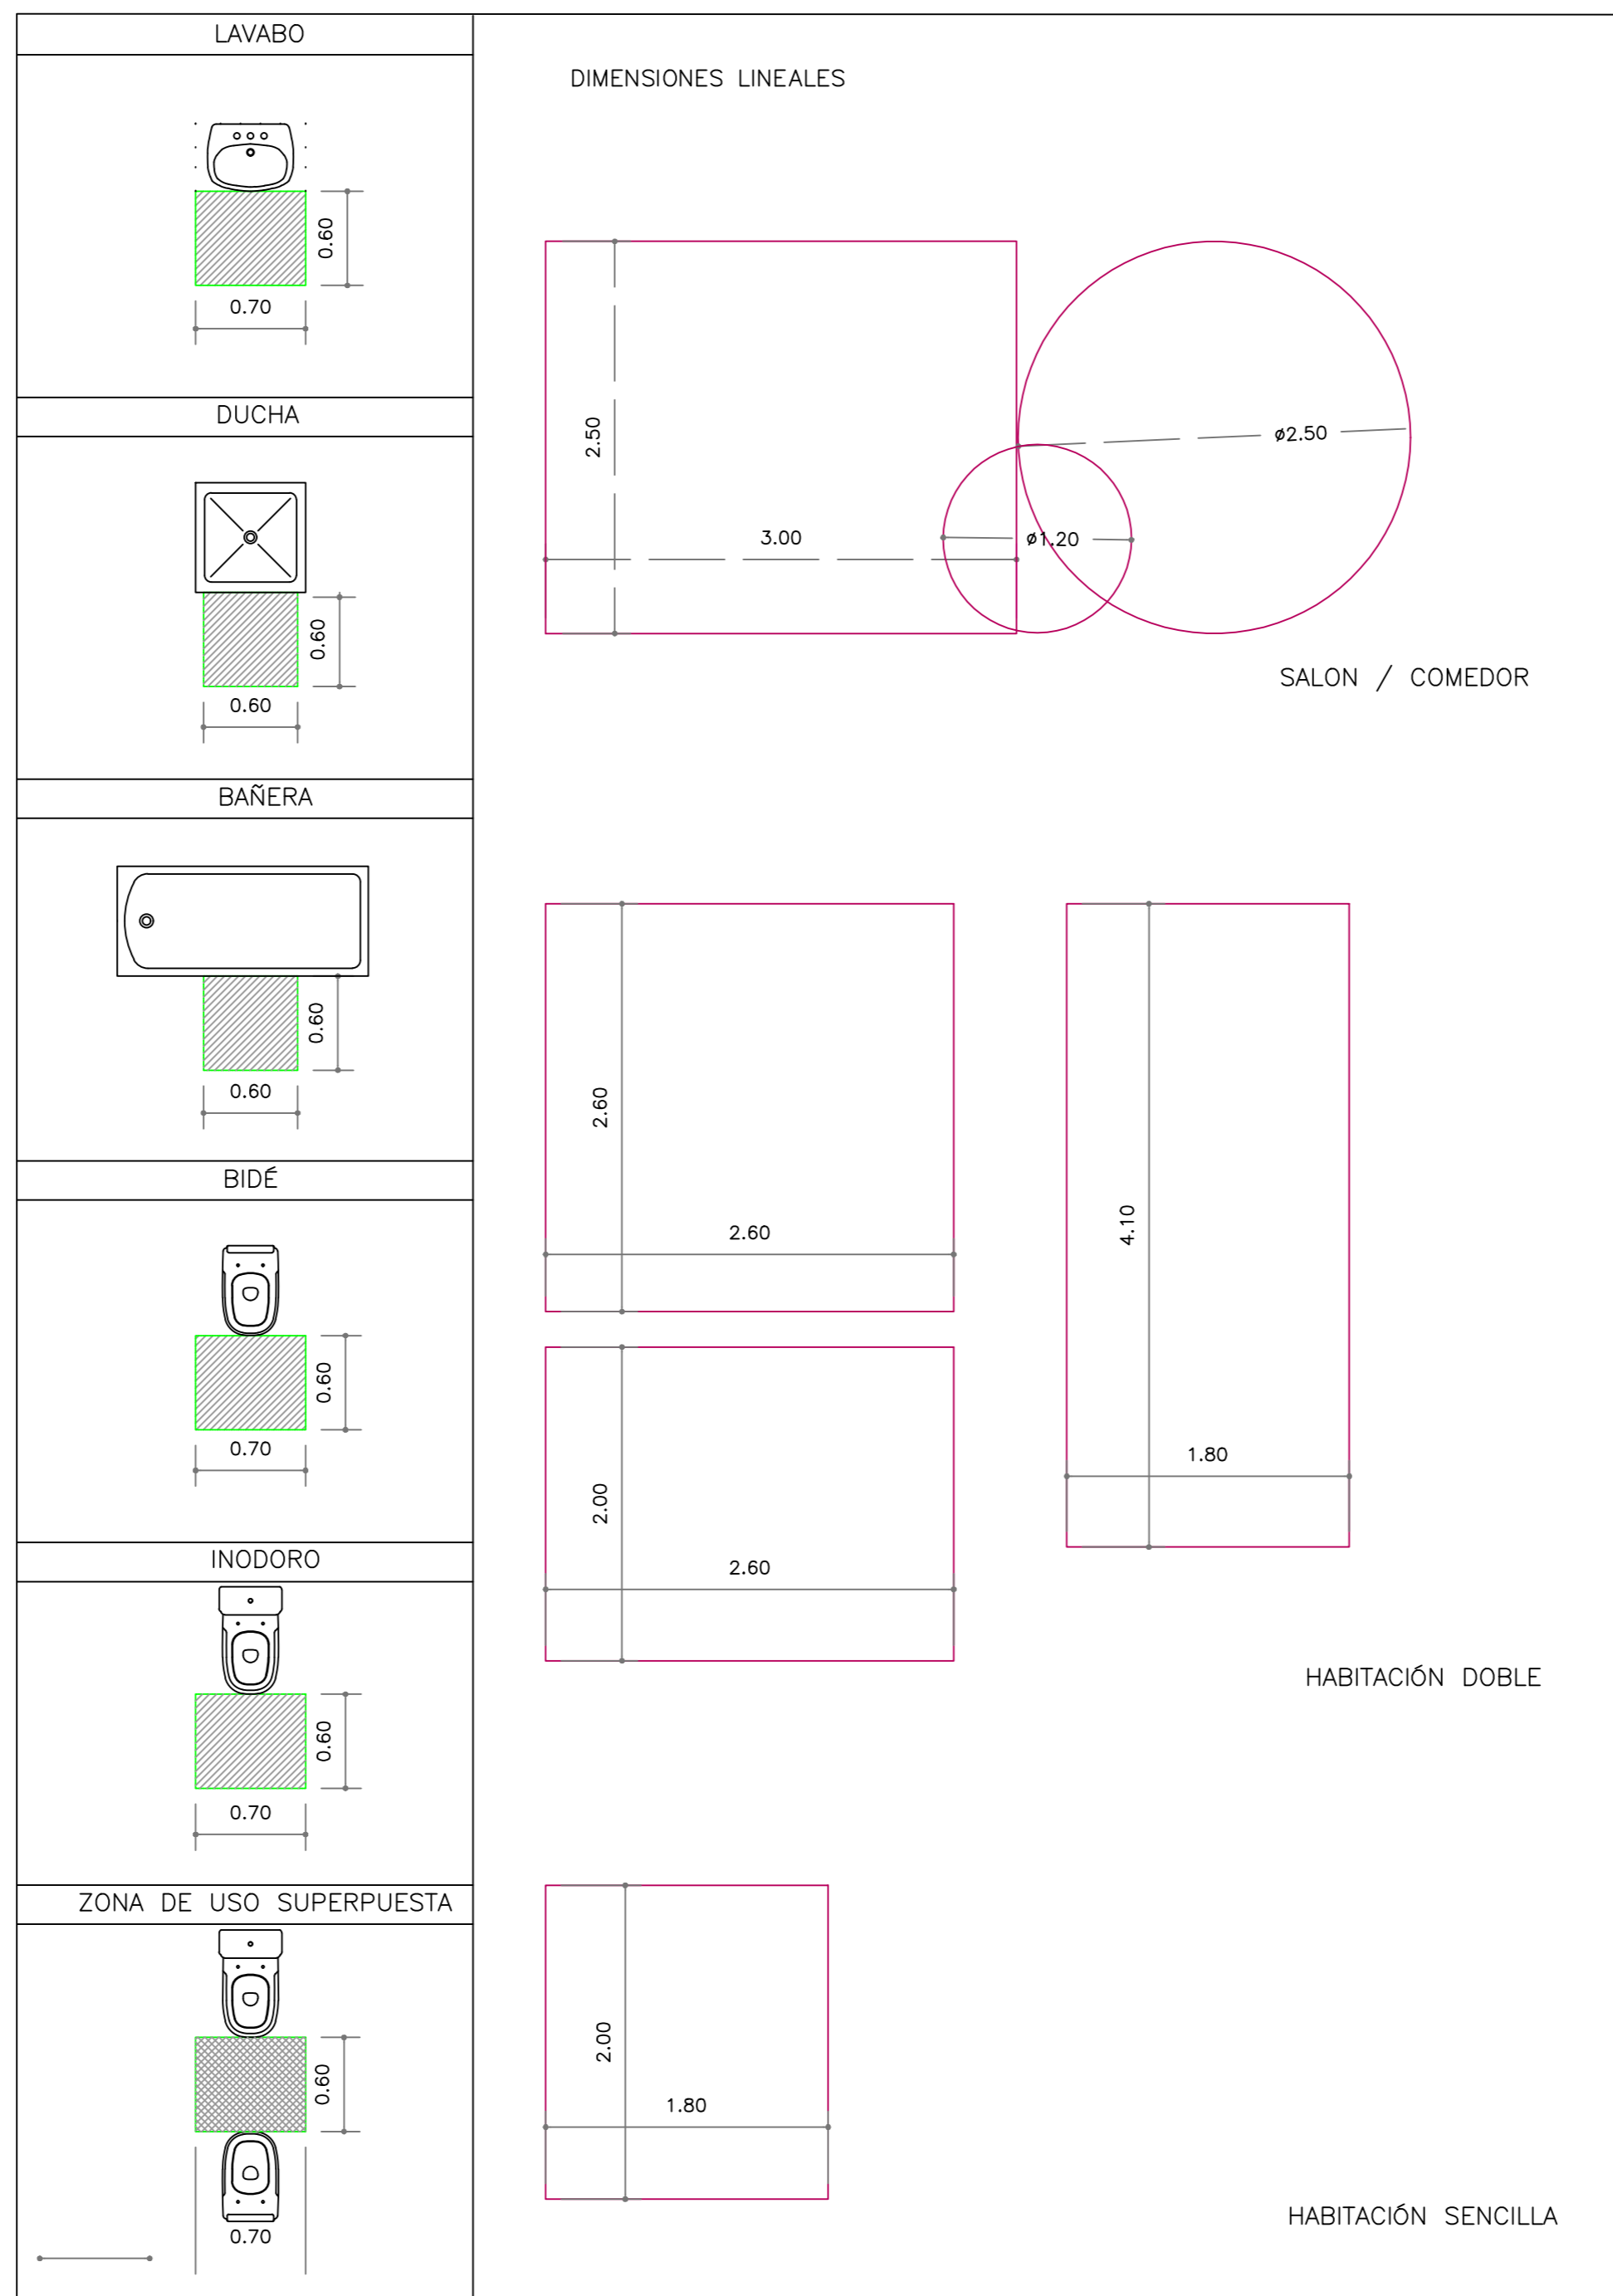 LAVABO
0.60
0.70
DUCHA
0.60
0.60
BAÑERA
0.60
0.60
BIDÉ
0.60
0.70
INODORO
0.60
0.70
ZONA DE USO SUPERPUESTA
0.60
0.70
DIMENSIONES LINEALES
2.50
ø2.50
3.00
ø1.20
SALON / COMEDOR
2.60
2.60
4.10
1.80
2.00
2.60
HABITACIÓN DOBLE
2.00
1.80
HABITACIÓN SENCILLA